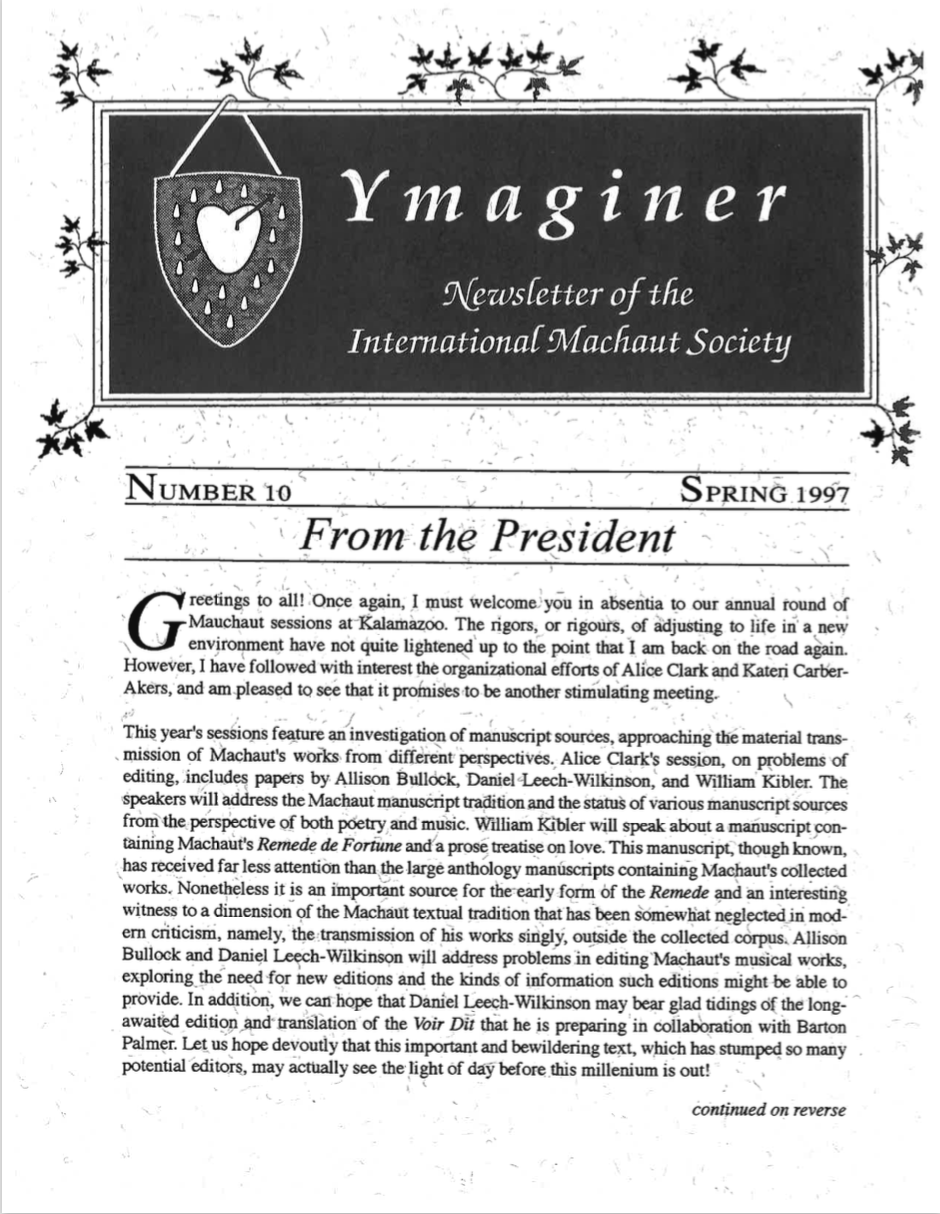 Ymaginer
Newsletter of the
International Machaut Society
NUMBER 10 SPRING 1997
From the President
Greetings to all! Once again, I must welcome you in absentia to our annual round of
Mauchaut sessions at Kalamazoo. The rigors, or rigours, of adjusting to life in a new
environment have not quite lightened up to the point that I am back on the road again.
However, I have followed with interest the organizational efforts of Alice Clark and Kateri Carber-
Akers, and am pleased to see that it promises to be another stimulating meeting.
This year's sessions feature an investigation of manuscript sources, approaching the material trans-
mission of Machaut's works from different perspectives. Alice Clark's session, on problems of
editing, includes papers by Allison Bullock, Daniel Leech-Wilkinson, and William Kibler. The
speakers will address the Machaut manuscript tradition and the status of various manuscript sources
from the perspective of both poetry and music. William Kibler will speak about a manuscript con-
taining Machaut's Remede de Fortune and a prose treatise on love. This manuscript, though known,
has received far less attention than the large anthology manuscripts containing Machaut's collected
works. Nonetheless it is an important source for the early form of the Remede and an interesting
witness to a dimension of the Machaut textual tradition that has been somewhat neglected in mod-
ern criticism, namely, the transmission of his works singly, outside the collected corpus. Allison
Bullock and Daniel Leech-Wilkinson will address problems in editing Machaut's musical works,
exploring the need for new editions and the kinds of information such editions might be able to
provide. In addition, we can hope that Daniel Leech-Wilkinson may bear glad tidings of the long-
awaited edition and translation of the Voir Dit that he is preparing in collaboration with Barton
Palmer. Let us hope devoutly that this important and bewildering text, which has stumped so many
potential editors, may actually see the light of day before this millenium is out!
continued on reverse